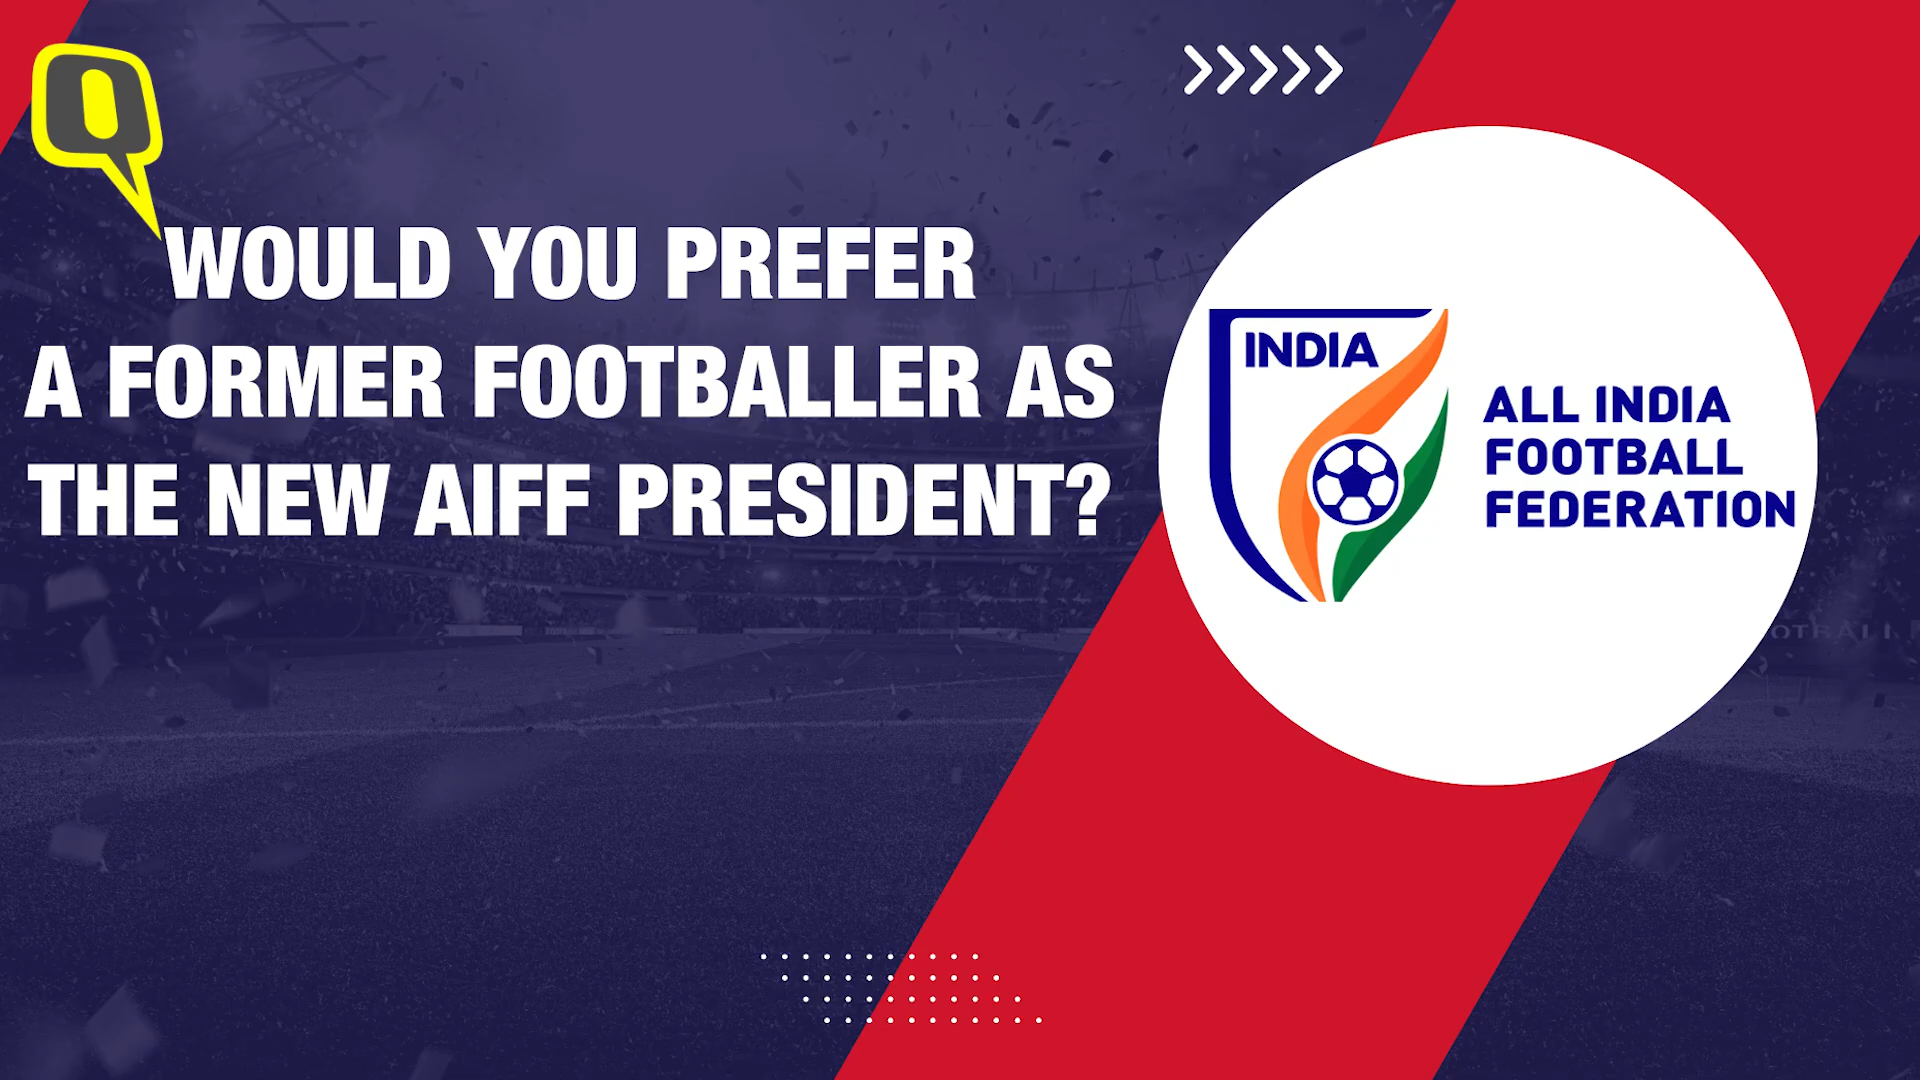 WOULD YOU PREFER
A FORMER FOOTBALLER AS
THE NEW AIFF PRESIDENT?
INDIA
ALL INDIA
FOOTBALL
FEDERATION